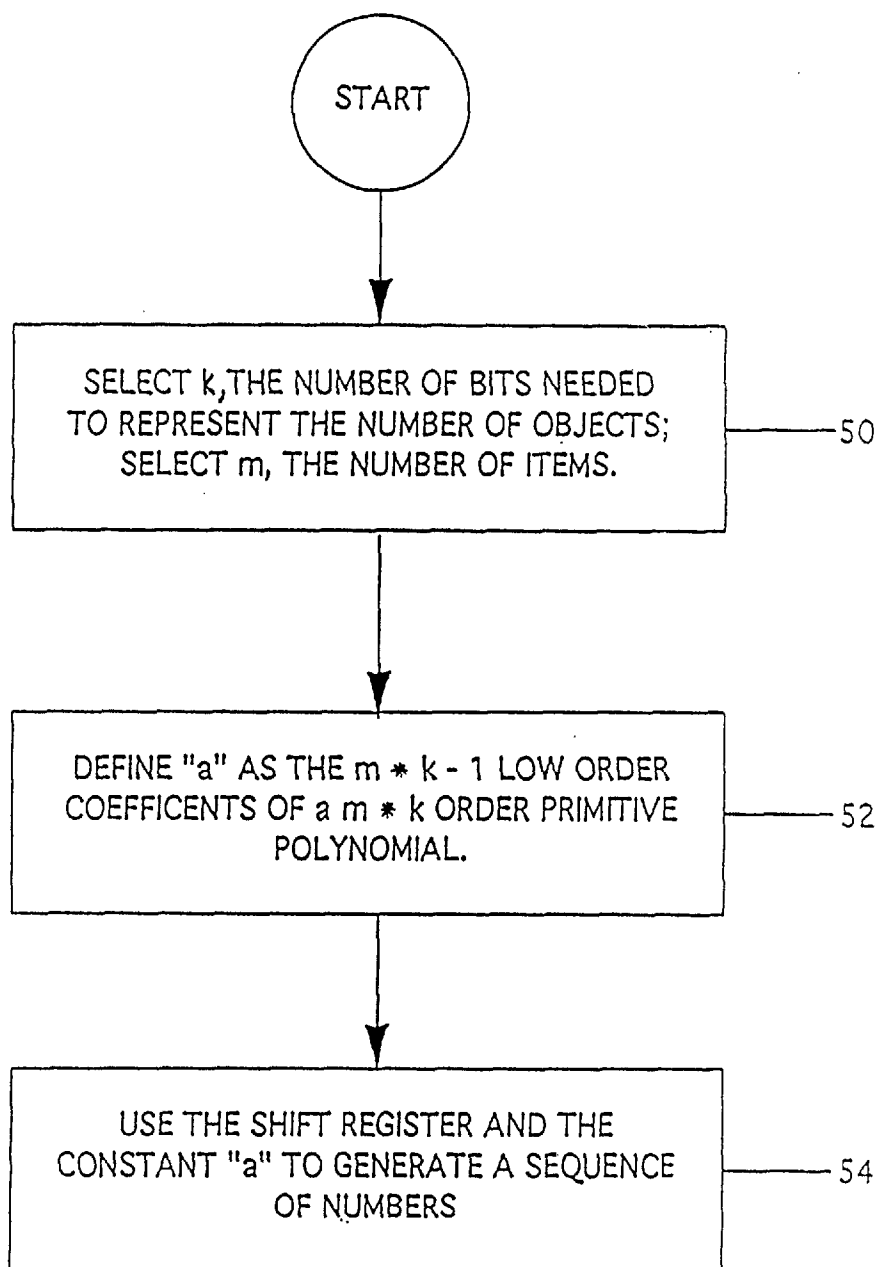 START
SELECT k,THE NUMBER OF BITS NEEDED
TO REPRESENT THE NUMBER OF OBJECTS;
SELECT m, THE NUMBER OF ITEMS.
50
DEFINE "a" AS THE m * k - 1 LOW ORDER
COEFFICENTS OF a m * k ORDER PRIMITIVE
POLYNOMIAL.
52
USE THE SHIFT REGISTER AND THE
CONSTANT "a" TO GENERATE A SEQUENCE
OF NUMBERS
54